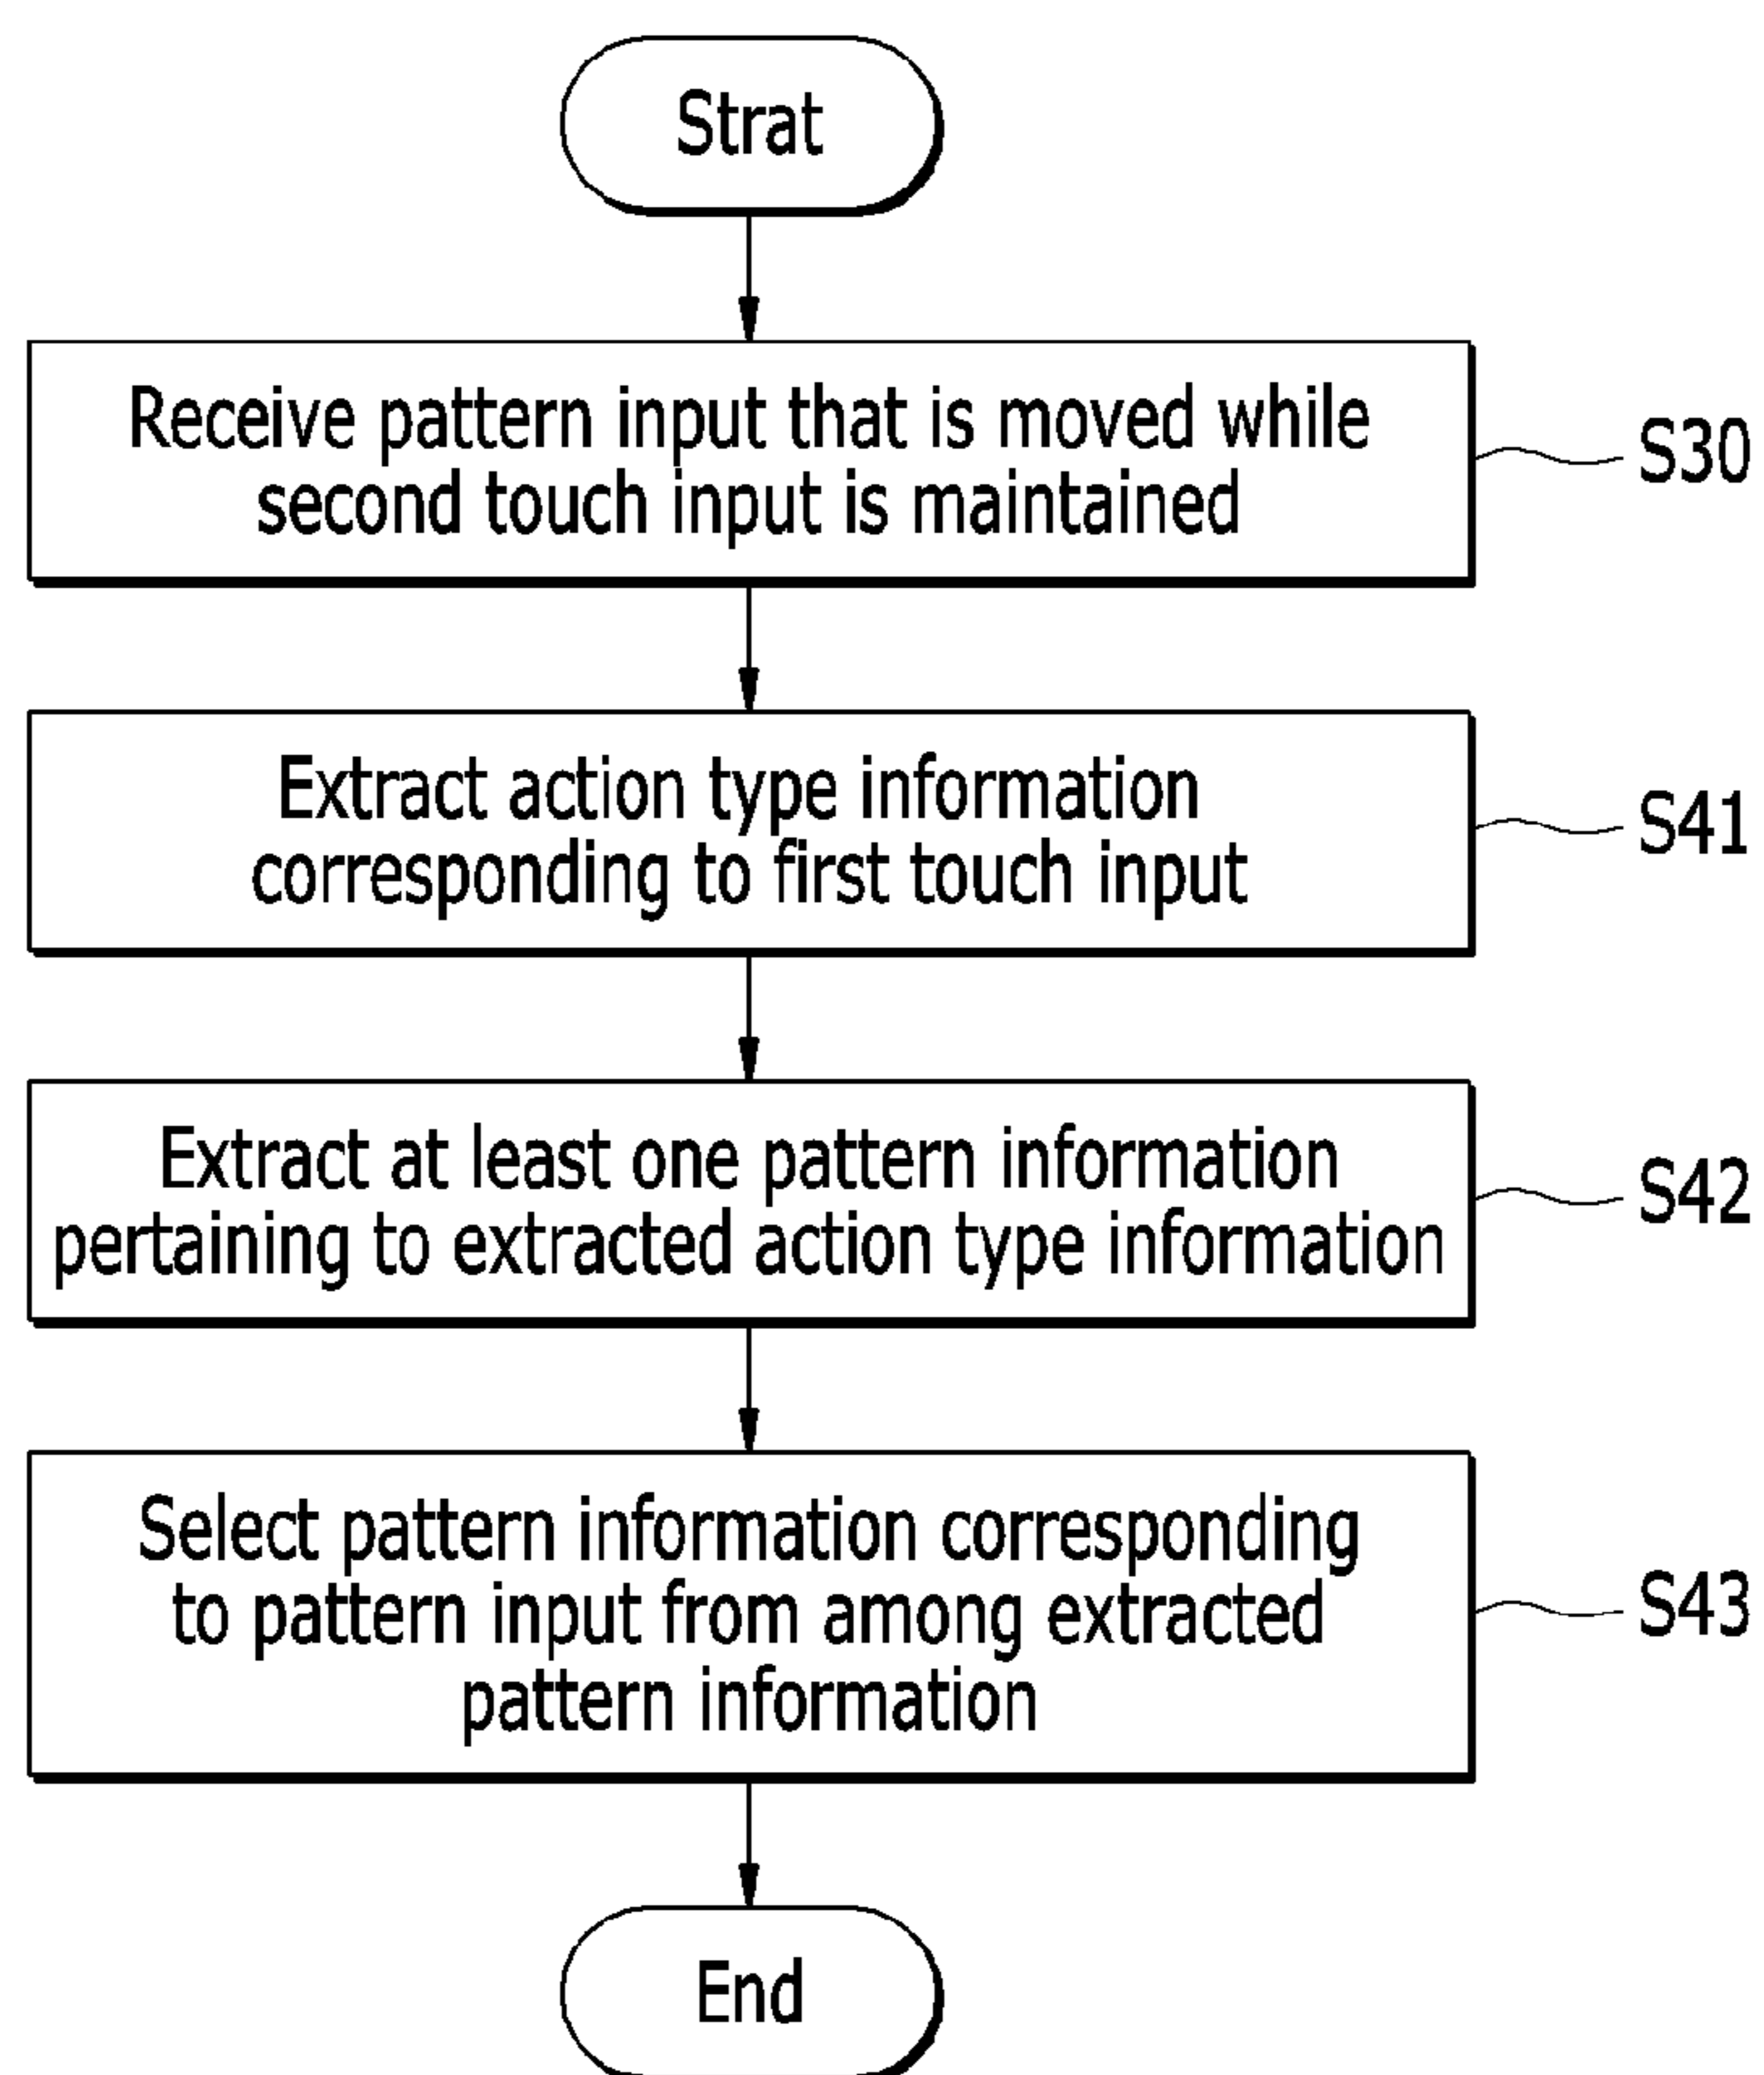 Strat
Receive pattern input that is moved while
second touch input is maintained
S30
Extract action type information
corresponding to first touch input
S41
Extract at least one pattern information
pertaining to extracted action type information
S42
Select pattern information corresponding
to pattern input from among extracted
pattern information
S43
End